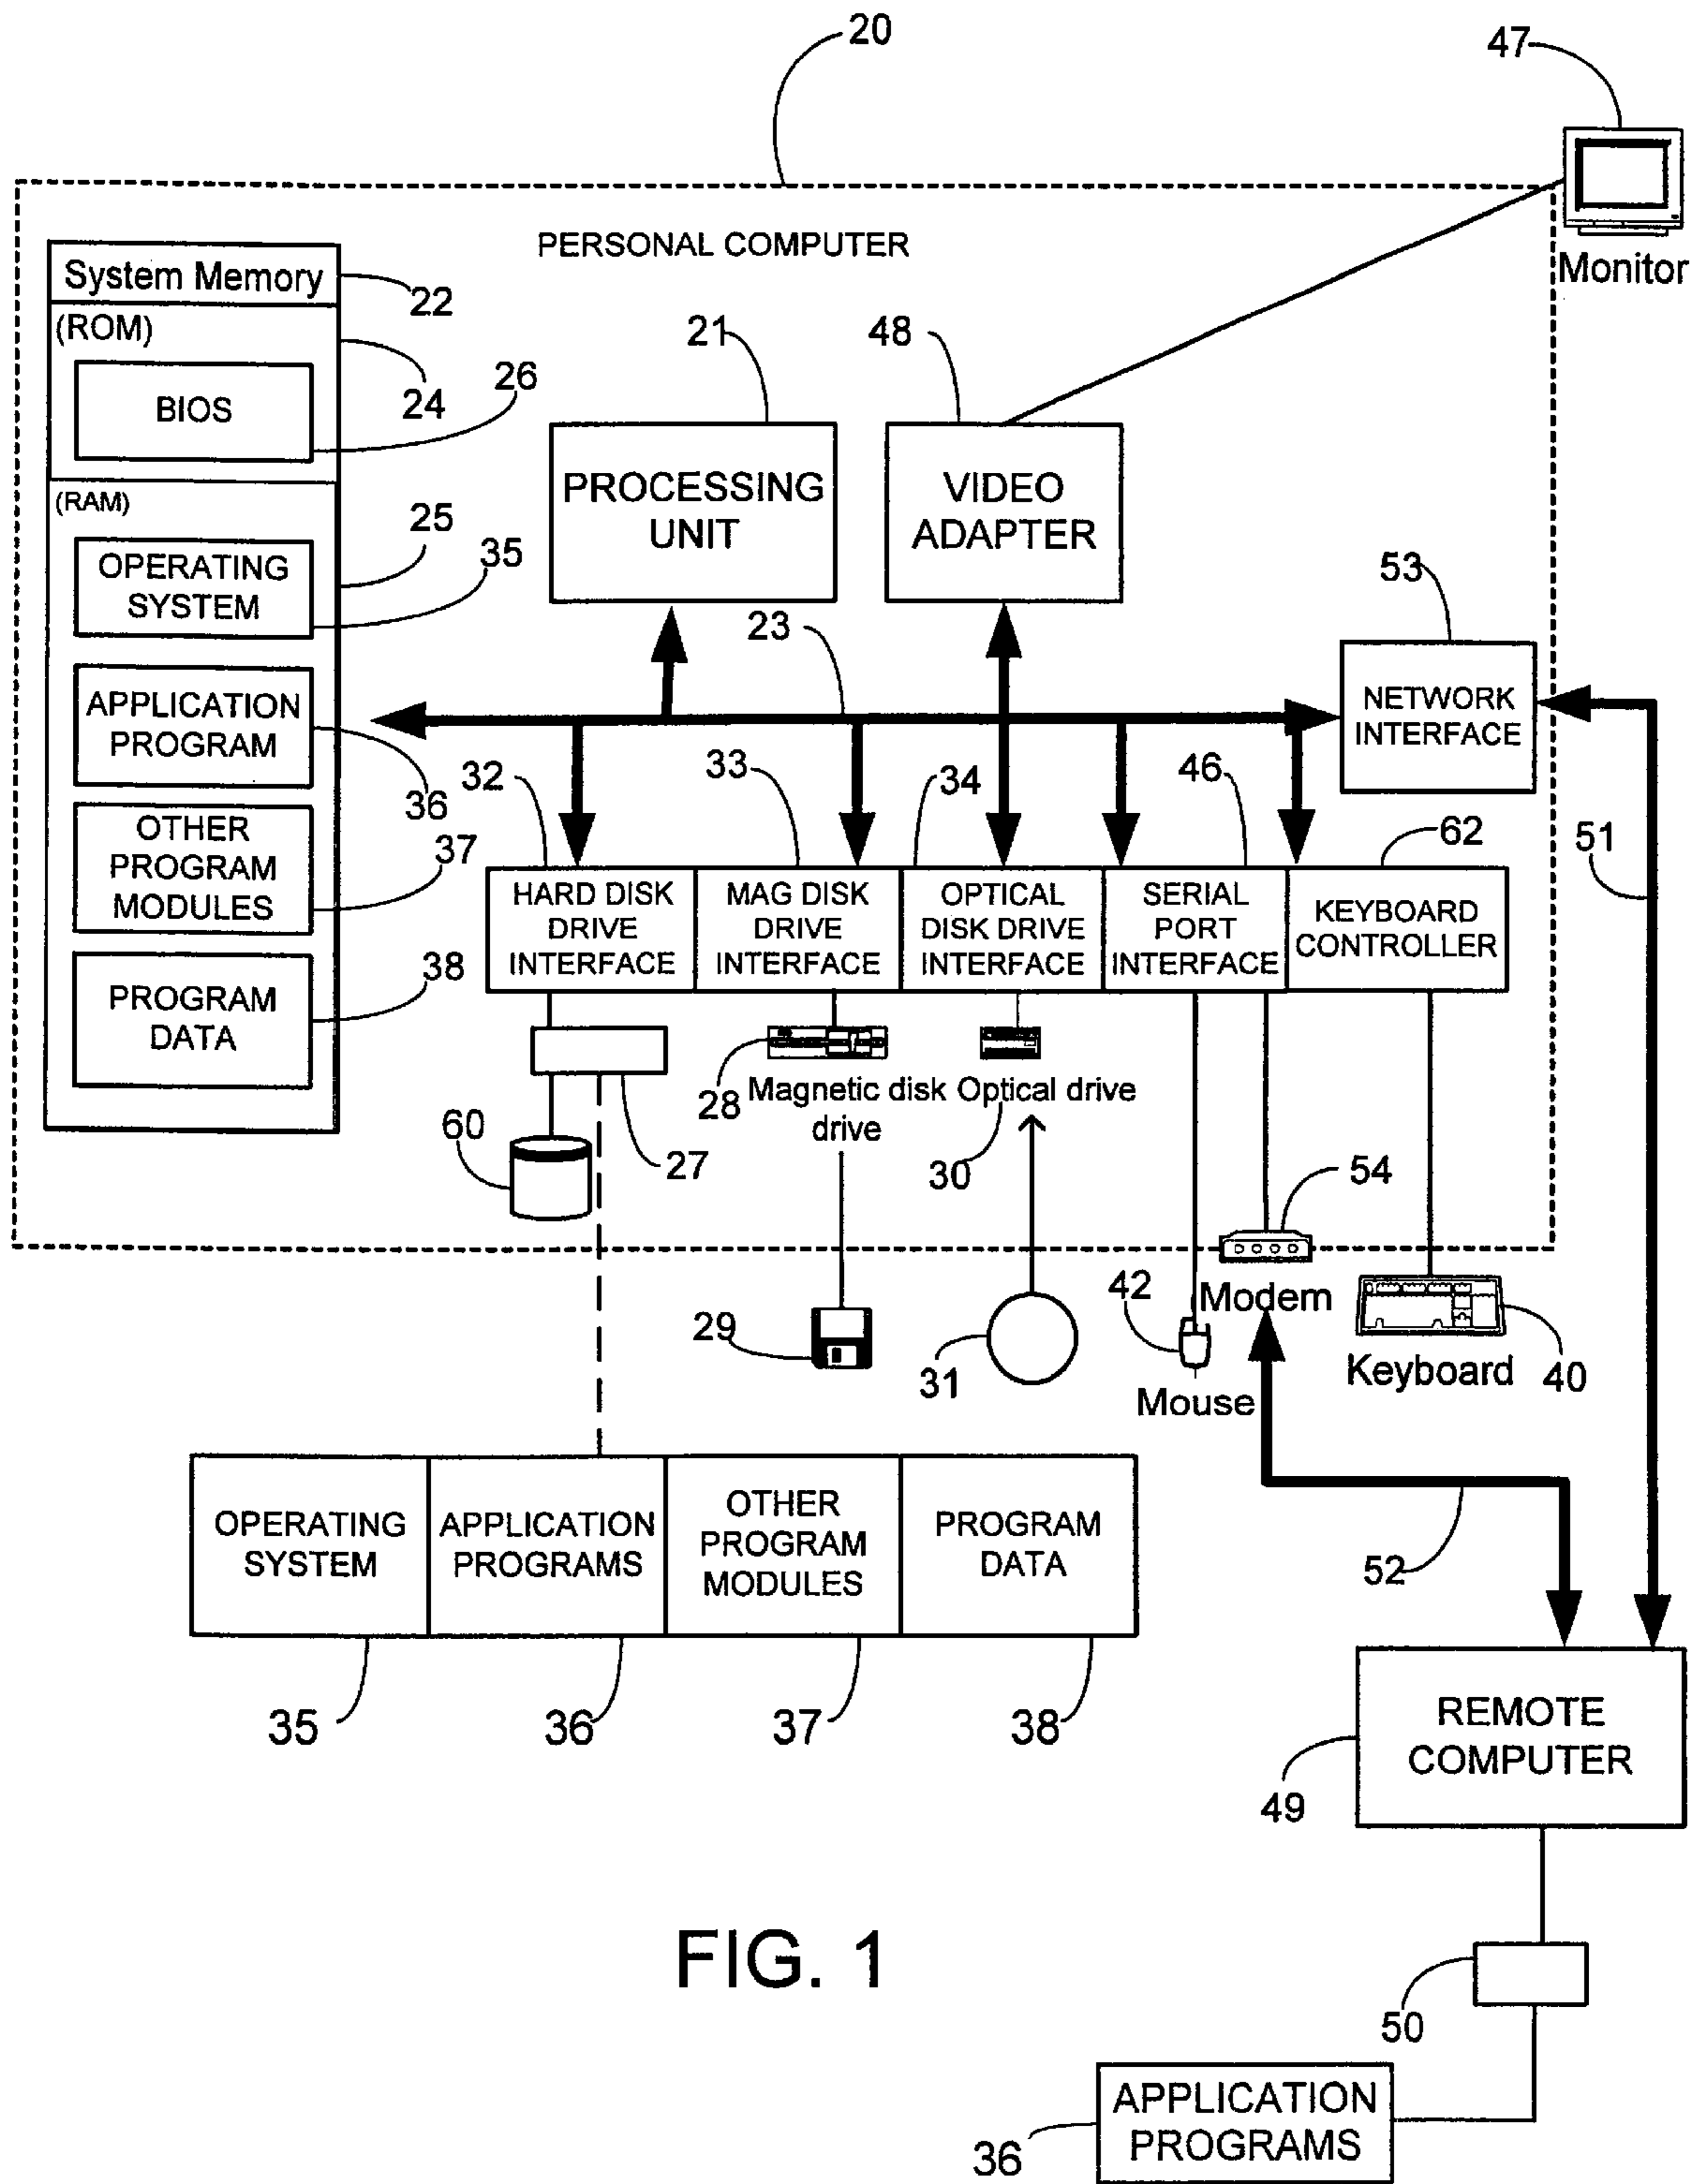 20
47
Monitor
PERSONAL COMPUTER
System Memory
22
(ROM)
24
BIOS
26
(RAM)
25
OPERATING
SYSTEM
35
APPLICATION
PROGRAM
36
OTHER
PROGRAM
MODULES
37
PROGRAM
DATA
38
21
PROCESSING
UNIT
48
VIDEO
ADAPTER
23
53
NETWORK
INTERFACE
32
33
34
46
62
51
HARD DISK
DRIVE
INTERFACE
MAG DISK
DRIVE
INTERFACE
OPTICAL
DISK DRIVE
INTERFACE
SERIAL
PORT
INTERFACE
KEYBOARD
CONTROLLER
28
Magnetic disk
drive
Optical drive
30
60
27
54
29
31
42
Mouse
Modem
Keyboard
40
OPERATING
SYSTEM
APPLICATION
PROGRAMS
OTHER
PROGRAM
MODULES
PROGRAM
DATA
35
36
37
38
52
REMOTE
COMPUTER
49
FIG. 1
50
APPLICATION
PROGRAMS
36